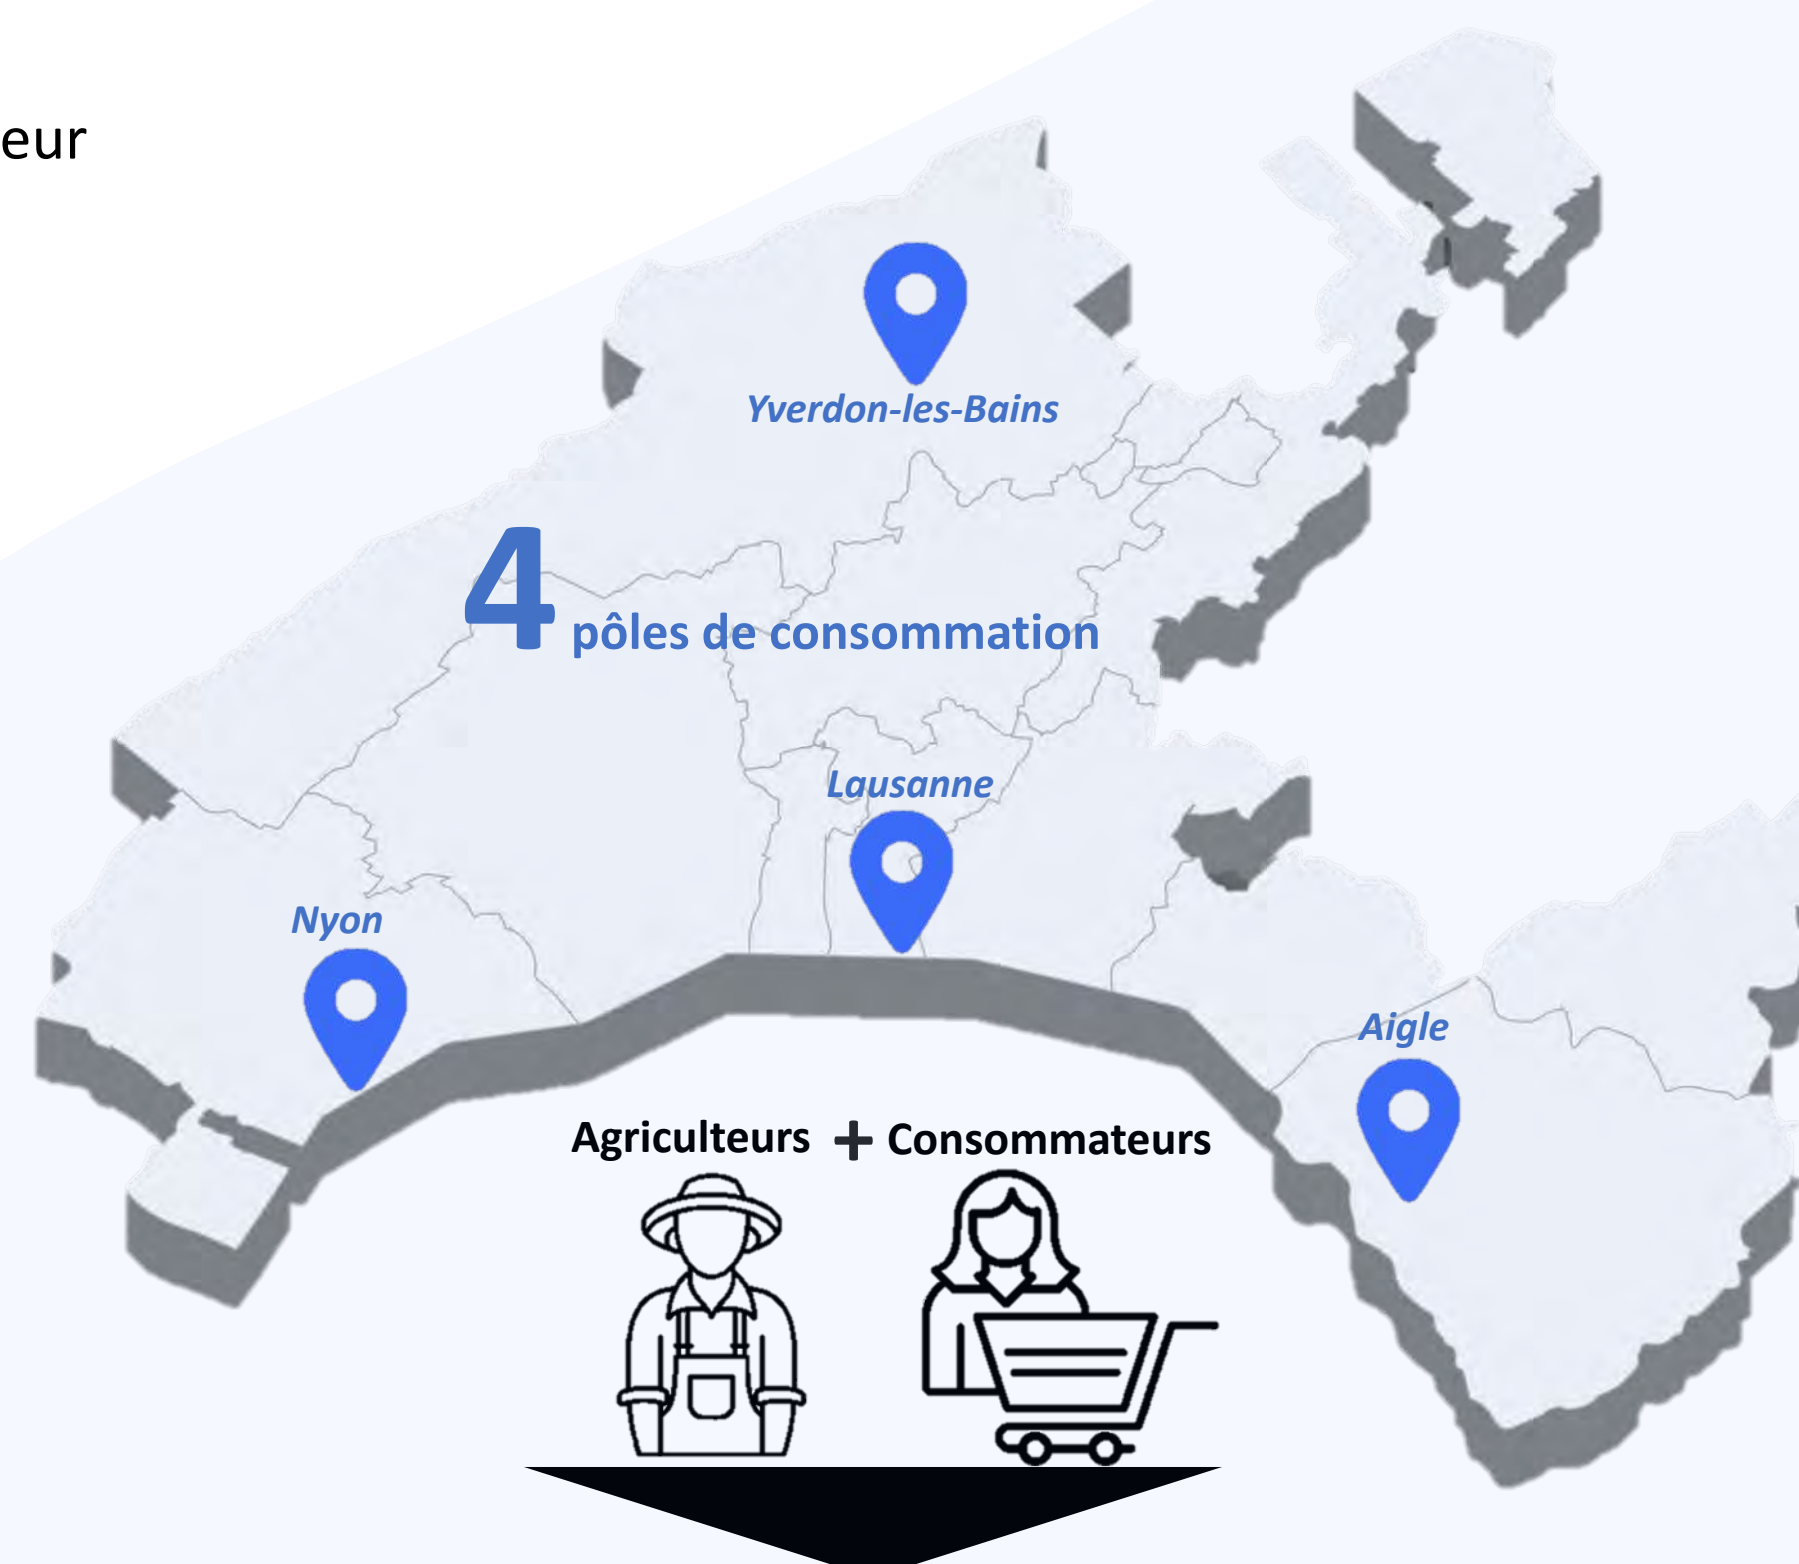 eur
Yverdon-les-Bains
4 pôles de consommation
Lausanne
Nyon
Aigle
Agriculteurs + Consommateurs